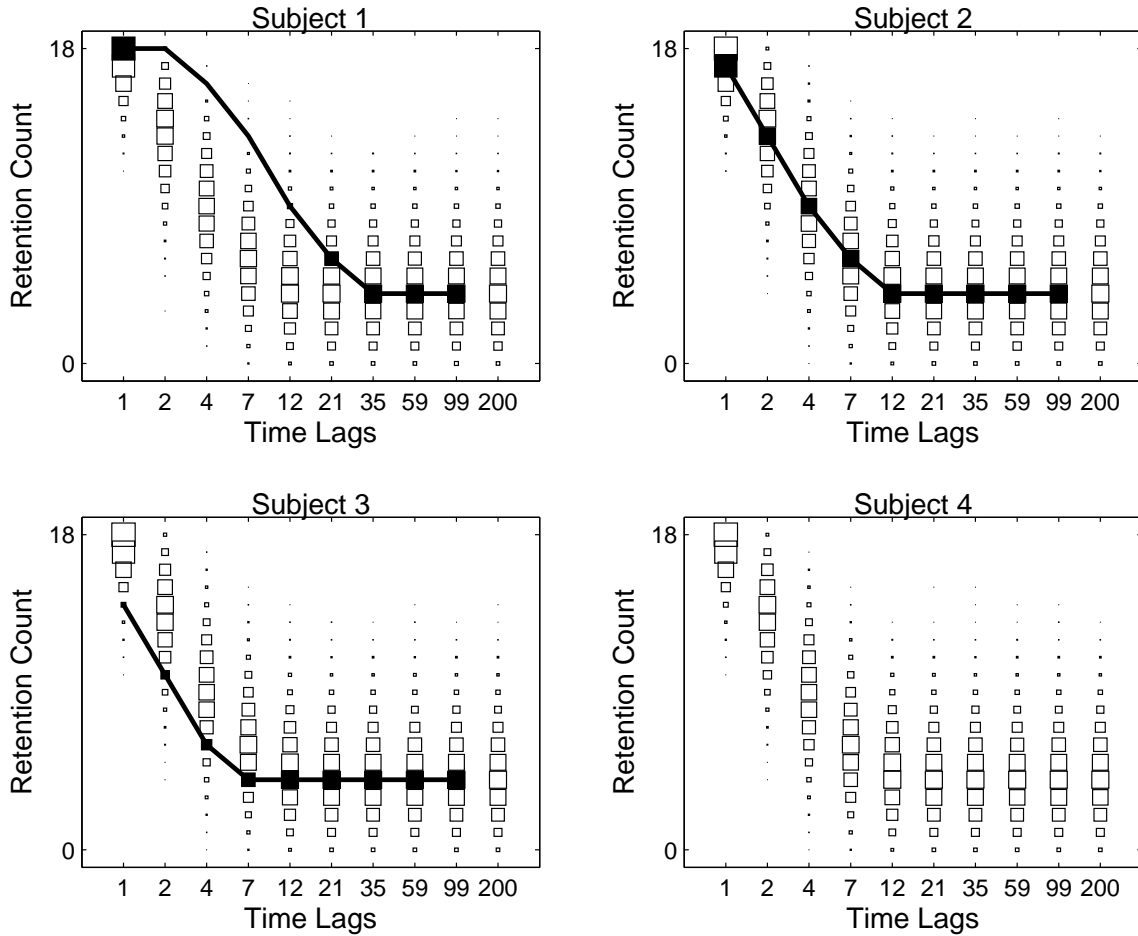 Subject 1
Retention Count
18
0
1 2 4 7 12 21 35 59 99 200
Time Lags
Subject 2
Retention Count
18
0
1 2 4 7 12 21 35 59 99 200
Time Lags
Subject 3
Retention Count
18
0
1 2 4 7 12 21 35 59 99 200
Time Lags
Subject 4
Retention Count
18
0
1 2 4 7 12 21 35 59 99 200
Time Lags